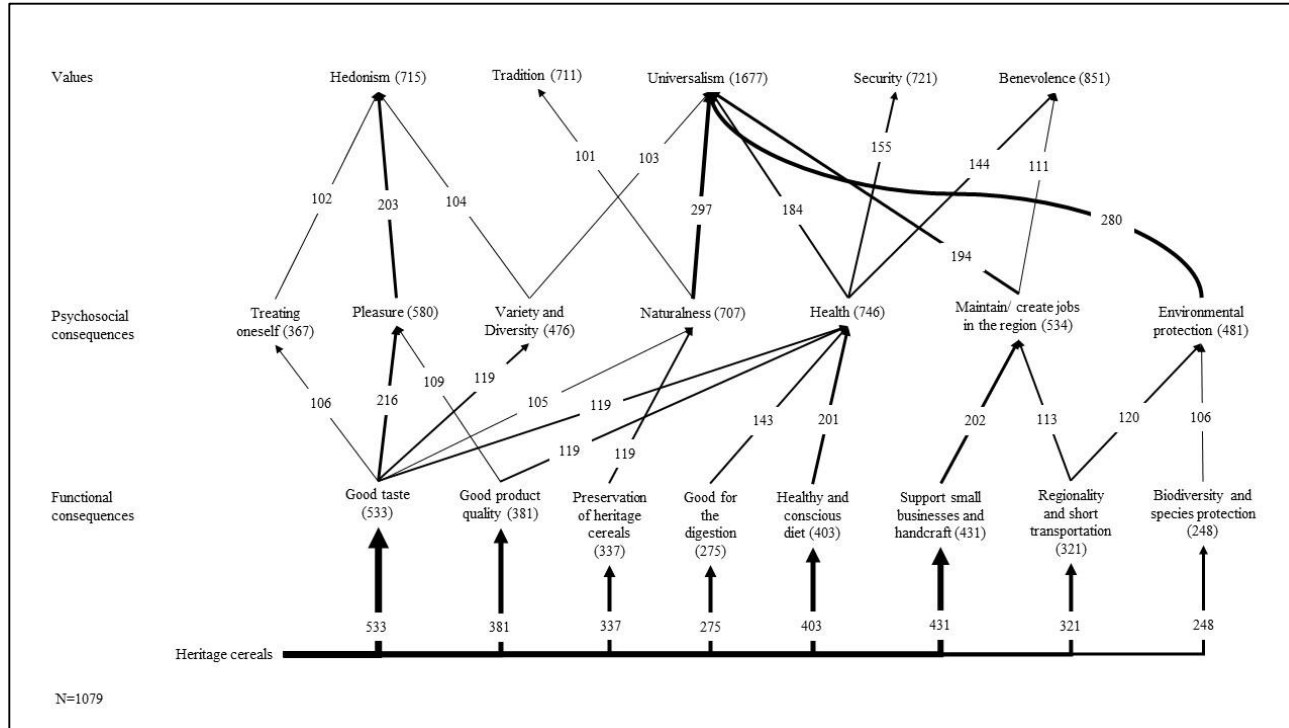 Values
Hedonism (715)
Tradition (711)
Universalism (1677)
Security (721)
Benevolence (851)
101
103
155
144
111
102
203
104
297
184
280
194
Psychosocial
consequences
Treating
oneself (367)
Pleasure (580)
Variety and
Diversity (476)
Naturalness (707)
Health (746)
Maintain/ create jobs
in the region (534)
Environmental
protection (481)
106
216
119
109
105
119
119
119
143
201
202
113
120
106
Functional
consequences
Good taste
(533)
Good product
quality (381)
Preservation
of heritage
cereals
(337)
Good for
the
digestion
(275)
Healthy and
conscious
diet (403)
Support small
businesses and
handcraft (431)
Regionality
and short
transportation
(321)
Biodiversity and
species protection
(248)
533
381
337
275
403
431
321
248
Heritage cereals
N=1079